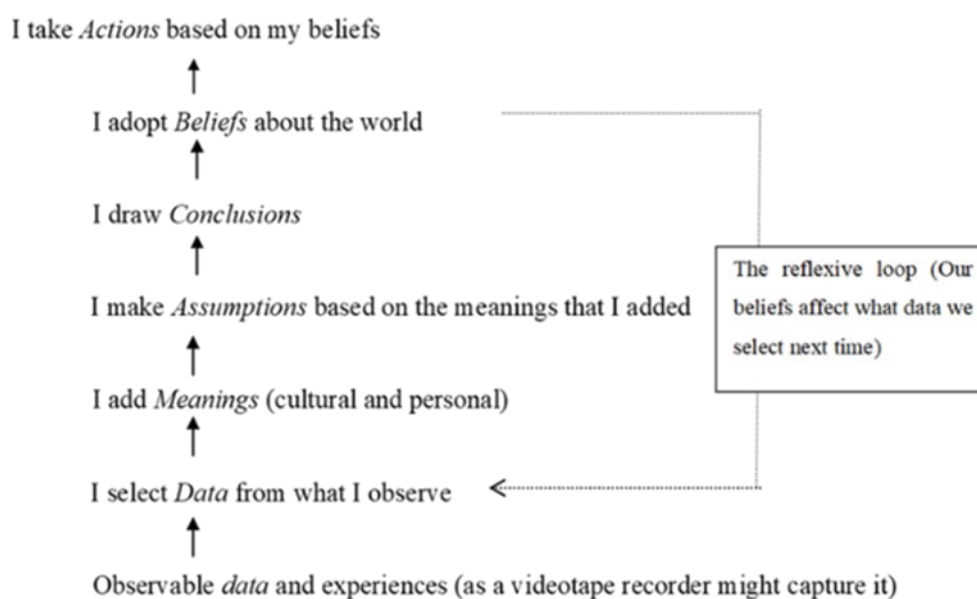 I take Actions based on my beliefs
I adopt Beliefs about the world
I draw Conclusions
The reflexive loop (Our
beliefs affect what data we
select next time)
I make Assumptions based on the meanings that I added
I add Meanings (cultural and personal)
I select Data from what I observe
Observable data and experiences (as a videotape recorder might capture it)